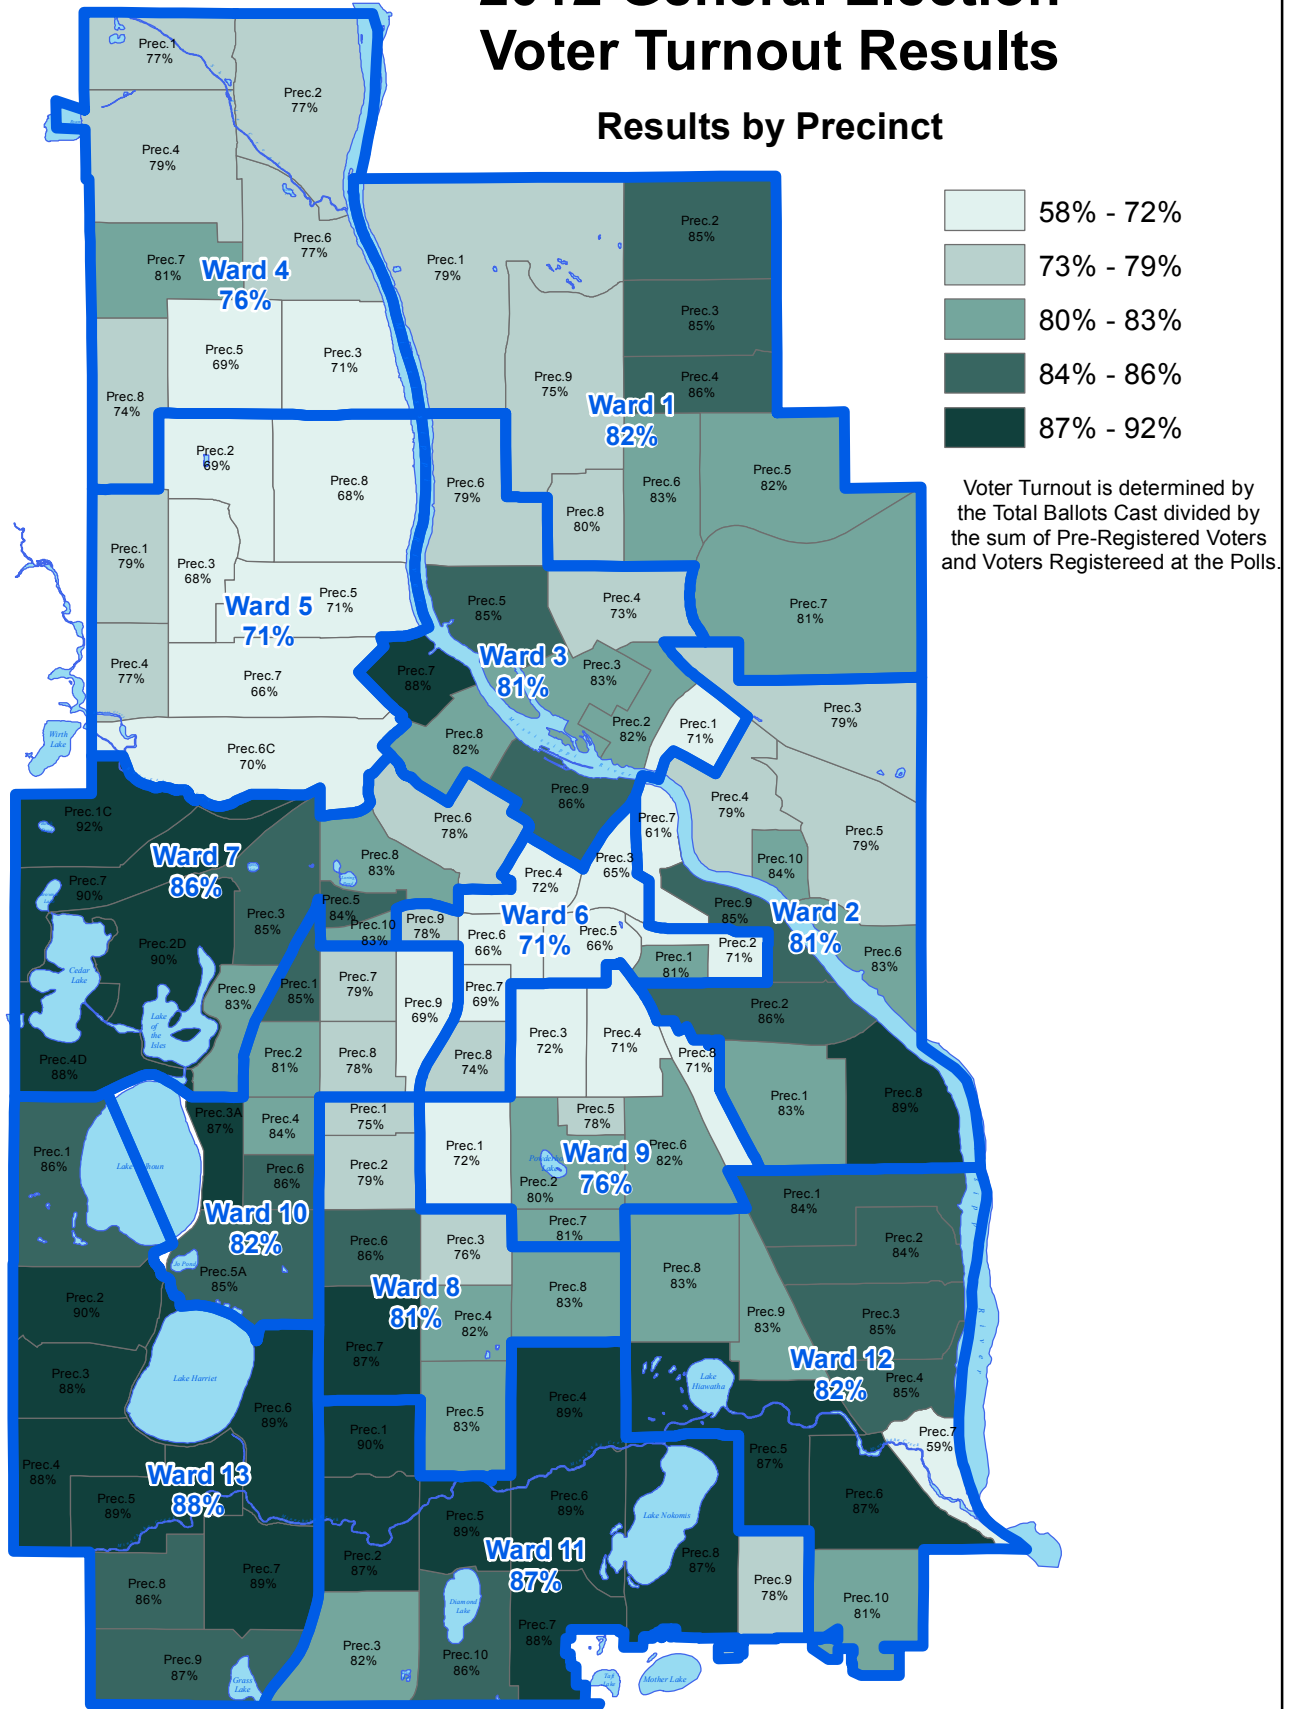 2012 General Election
Voter Turnout Results
Results by Precinct
58% - 72%
73% - 79%
80% - 83%
84% - 86%
87% - 92%
Voter Turnout is determined by
the Total Ballots Cast divided by
the sum of Pre-Registered Voters
and Voters Registereed at the Polls.
Ward 4
76%
Prec.1
77%
Prec.2
77%
Prec.4
79%
Prec.6
77%
Prec.7
81%
Prec.5
69%
Prec.3
71%
Prec.8
74%
Ward 1
82%
Prec.1
79%
Prec.2
85%
Prec.3
85%
Prec.4
86%
Prec.9
75%
Prec.6
83%
Prec.5
82%
Prec.8
80%
Prec.7
81%
Ward 5
71%
Prec.2
69%
Prec.8
68%
Prec.1
79%
Prec.3
68%
Prec.5
71%
Prec.4
77%
Prec.7
66%
Prec.6C
70%
Wirth
Lake
Ward 3
81%
Prec.6
79%
Prec.5
85%
Prec.4
73%
Prec.3
83%
Prec.7
88%
Prec.2
82%
Prec.1
71%
Prec.8
82%
Prec.9
86%
Ward 2
81%
Prec.3
79%
Prec.4
79%
Prec.5
79%
Prec.7
61%
Prec.10
84%
Prec.9
85%
Prec.6
83%
Prec.1
81%
Prec.2
71%
Prec.2
86%
Prec.1
83%
Prec.8
89%
Prec.8
71%
Ward 7
86%
Prec.1C
92%
Prec.7
90%
Prec.2D
90%
Prec.3
85%
Prec.9
83%
Prec.4D
88%
Prec.6
78%
Prec.8
83%
Prec.5
84%
Prec.10
83%
Prec.9
78%
Cedar
Lake
Lake
of
the
Isles
Ward 6
71%
Prec.4
72%
Prec.3
65%
Prec.6
66%
Prec.5
66%
Prec.7
69%
Prec.8
74%
Prec.1
85%
Prec.7
79%
Prec.9
69%
Prec.2
81%
Prec.8
78%
Prec.3A
87%
Prec.4
84%
Prec.6
86%
Ward 10
82%
Prec.5A
85%
Ward 9
76%
Prec.3
72%
Prec.4
71%
Prec.5
78%
Prec.6
82%
Prec.1
72%
Prec.2
80%
Prec.7
81%
Ward 8
81%
Prec.1
75%
Prec.2
79%
Prec.6
86%
Prec.3
76%
Prec.8
83%
Prec.4
82%
Prec.7
87%
Prec.5
83%
Ward 12
82%
Prec.1
84%
Prec.2
84%
Prec.8
83%
Prec.9
83%
Prec.3
85%
Prec.4
85%
Prec.7
59%
Prec.5
87%
Prec.6
87%
Prec.10
81%
Lake
Hiawatha
Ward 13
88%
Prec.1
86%
Prec.2
90%
Prec.3
88%
Prec.6
89%
Prec.4
88%
Prec.5
89%
Prec.8
86%
Prec.7
89%
Prec.9
87%
Lake Harriet
Grass
Lake
Ward 11
87%
Prec.1
90%
Prec.4
89%
Prec.2
87%
Prec.5
89%
Prec.6
89%
Prec.8
87%
Prec.9
78%
Prec.3
82%
Prec.10
86%
Prec.7
88%
Lake Nokomis
Diamond
Lake
Mother Lake